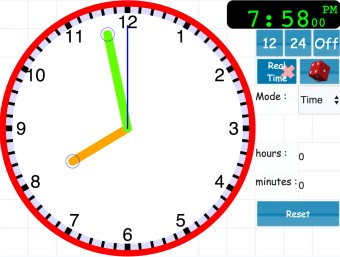 12
11 1
10 2
9 3
8 4
7 5
6
7:58 00 PM
12 24 Off
Real
Time
Mode : Time
hours : 0
minutes : 0
Reset